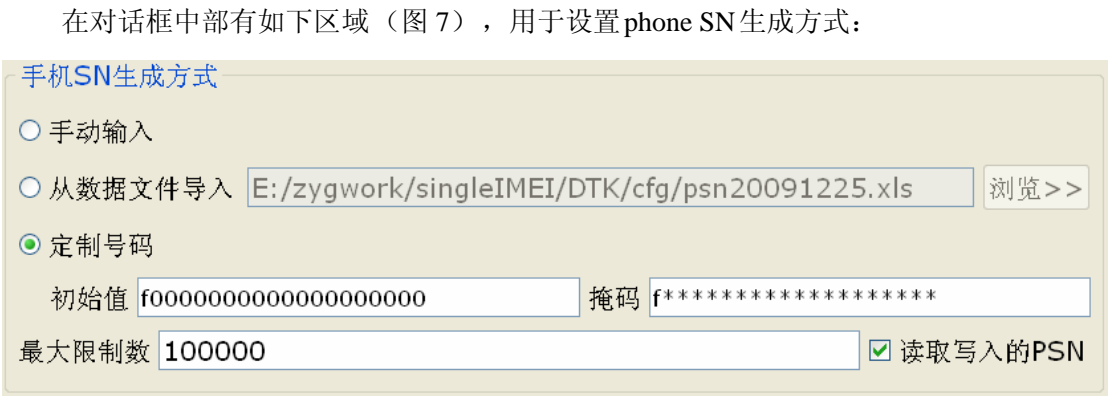 在对话框中部有如下区域（图 7），用于设置phone SN生成方式：
手机SN生成方式
手动输入
从数据文件导入 E:/zygwork/singleIMEI/DTK/cfg/psn20091225.xls 浏览>>
定制号码
初始值 f0000000000000000000 掩码 f*******************
最大限制数 100000 读取写入的PSN